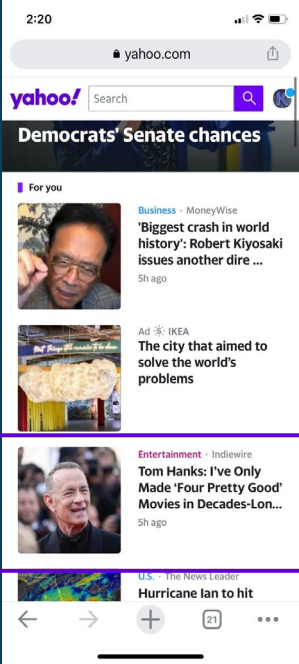 2:20
yahoo.com
yahoo!
Search
Democrats' Senate chances
For you
Business · MoneyWise
'Biggest crash in world
history': Robert Kiyosaki
issues another dire ...
5h ago
Ad · IKEA
The city that aimed to
solve the world's
problems
Entertainment · Indiewire
Tom Hanks: I've Only
Made 'Four Pretty Good'
Movies in Decades-Lon...
5h ago
U.S. · The News Leader
Hurricane Ian to hit
21